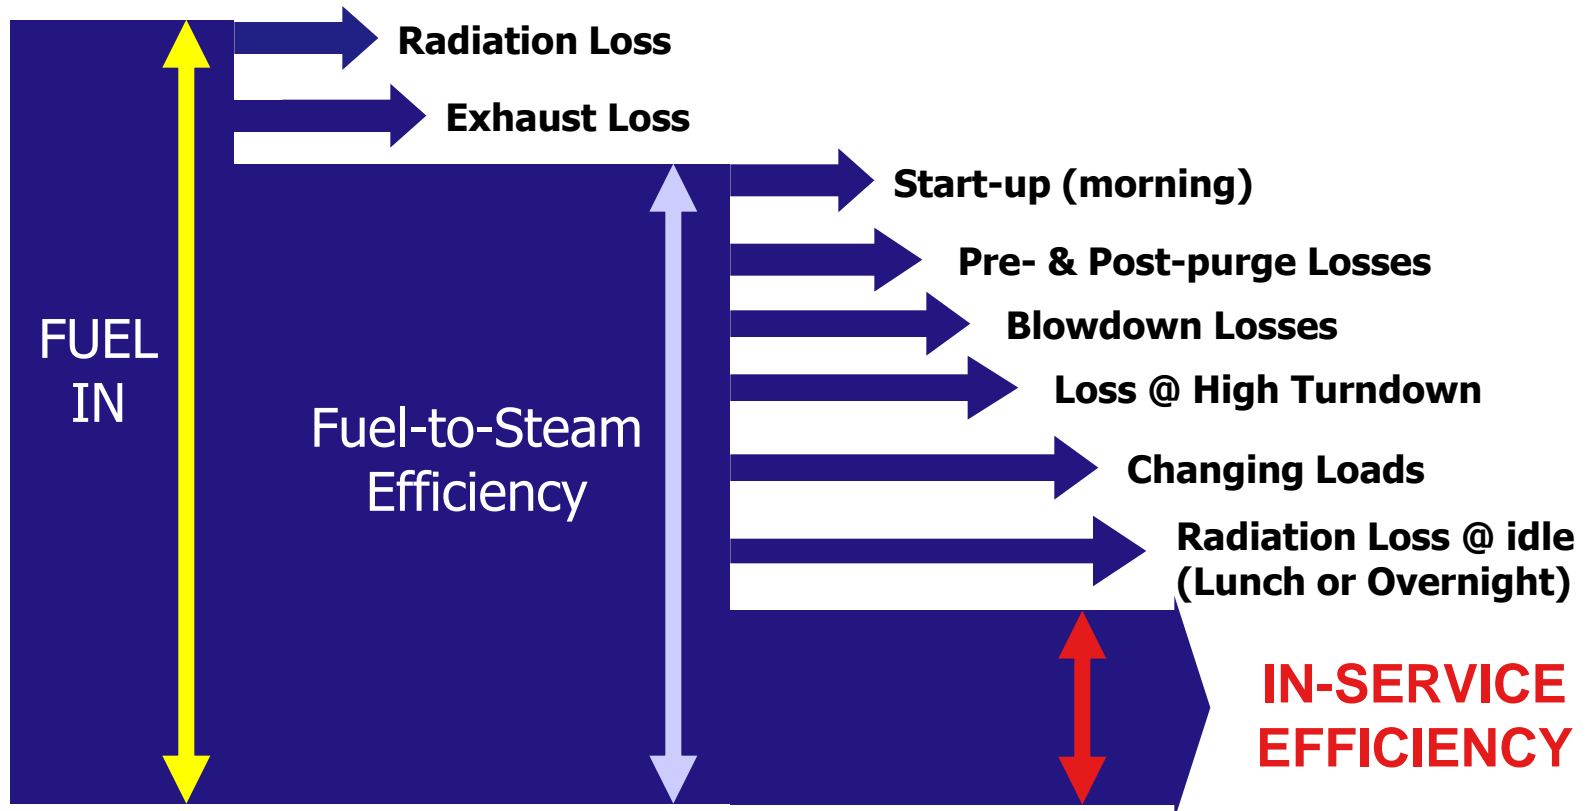 Radiation Loss
Exhaust Loss
Start-up (morning)
Pre- & Post-purge Losses
Blowdown Losses
Loss @ High Turndown
Changing Loads
Radiation Loss @ idle
(Lunch or Overnight)
FUEL
IN
Fuel-to-Steam
Efficiency
IN-SERVICE
EFFICIENCY